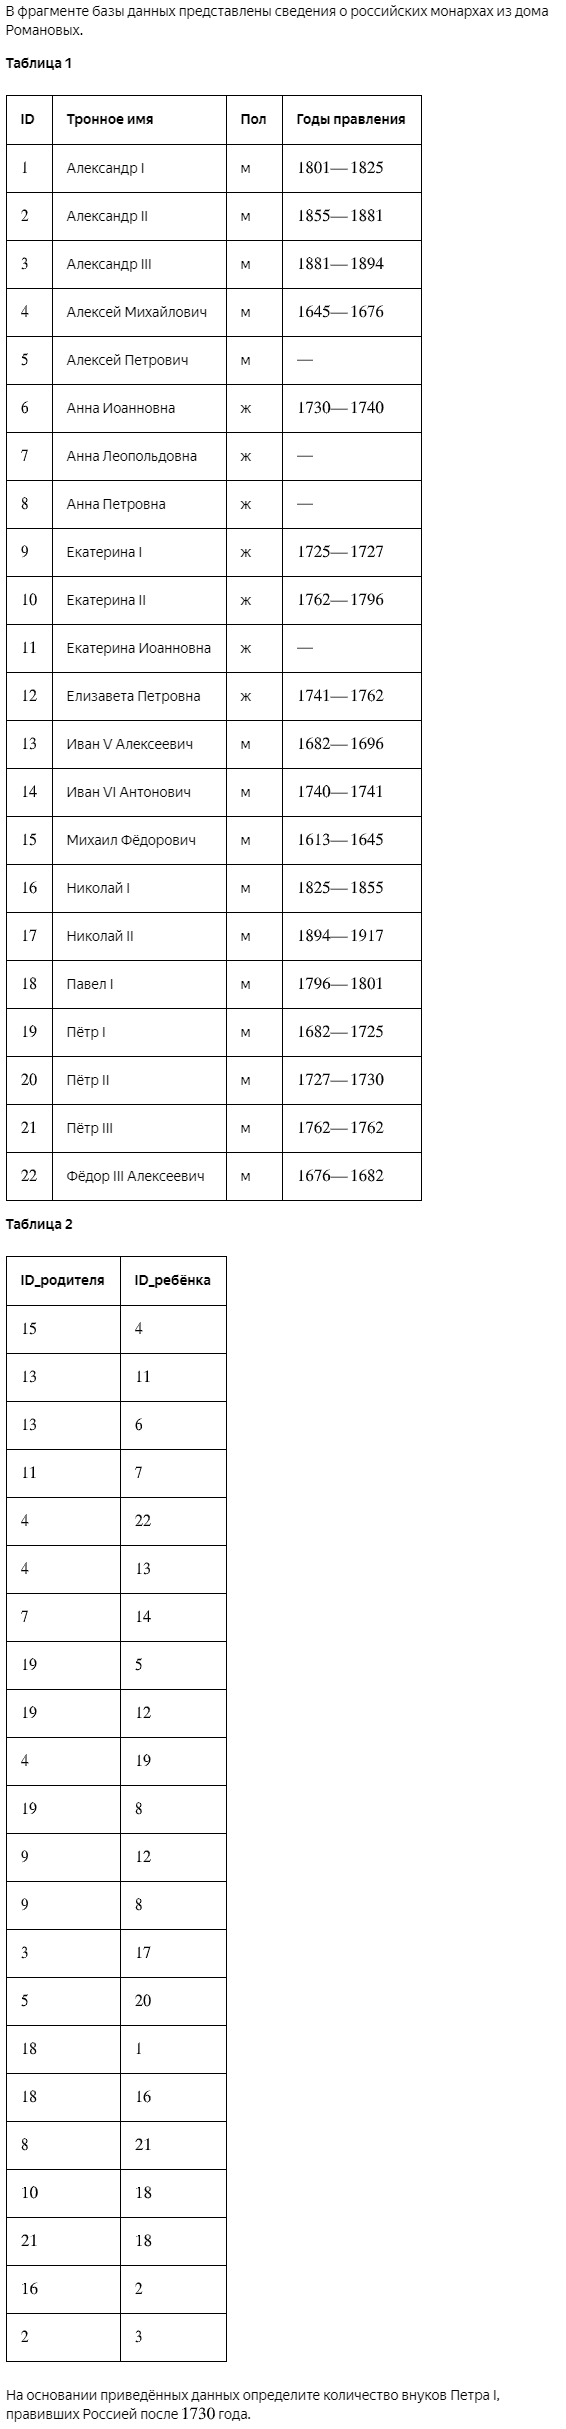 В фрагменте базы данных представлены сведения о российских монархах из дома
Романовых.
Таблица 1
ID Тронное имя Пол Годы правления
1 Александр I м 1801—1825
2 Александр II м 1855—1881
3 Александр III м 1881—1894
4 Алексей Михайлович м 1645—1676
5 Алексей Петрович м —
6 Анна Иоанновна ж 1730—1740
7 Анна Леопольдовна ж —
8 Анна Петровна ж —
9 Екатерина I ж 1725—1727
10 Екатерина II ж 1762—1796
11 Екатерина Иоанновна ж —
12 Елизавета Петровна ж 1741—1762
13 Иван V Алексеевич м 1682—1696
14 Иван VI Антонович м 1740—1741
15 Михаил Фёдорович м 1613—1645
16 Николай I м 1825—1855
17 Николай II м 1894—1917
18 Павел I м 1796—1801
19 Пётр I м 1682—1725
20 Пётр II м 1727—1730
21 Пётр III м 1762—1762
22 Фёдор III Алексеевич м 1676—1682
Таблица 2
ID_родителя ID_ребёнка
15 4
13 11
13 6
11 7
4 22
4 13
7 14
19 5
19 12
4 19
19 8
9 12
9 8
3 17
5 20
18 1
18 16
8 21
10 18
21 18
16 2
2 3
На основании приведённых данных определите количество внуков Петра I,
правивших Россией после 1730 года.